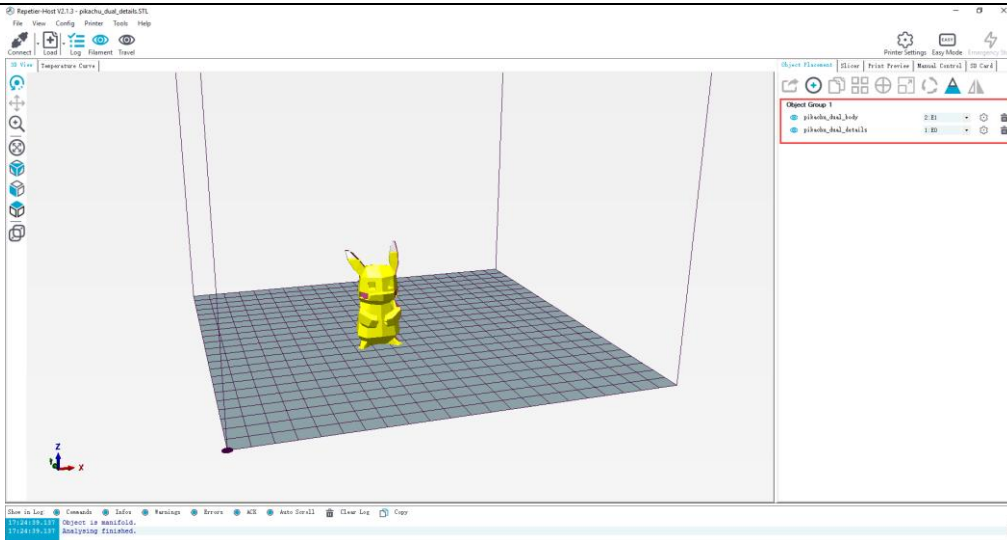 Repetier-Host V2.1.3 - pikachu_dual_details.STL
File View Config Printer Tools Help
Connect Load Log Filament Travel
Printer Settings Easy Mode Emergency St
3D View Temperature Curve
Object Placement Slicer Print Preview Manual Control SD Card
EASY
Object Group 1
pikachu_dual_body 2:E1
pikachu_dual_details 1:E0
Z
X
Show in Log: Commands Infos Warnings Errors ACK Auto Scroll Clear Log Copy
17:24:39.137 Object is manifold.
17:24:39.137 Analysing finished.